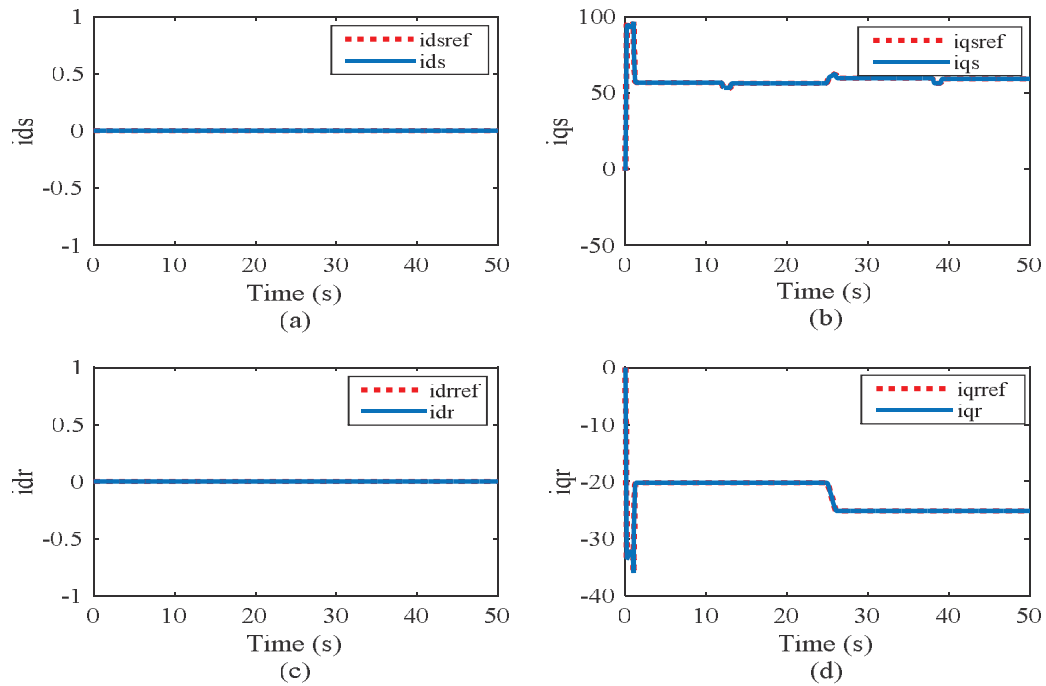 1
0.5
0
-0.5
-1
ids
idsref
ids
0 10 20 30 40 50
Time (s)
(a)
100
50
0
-50
iqs
iqsref
iqs
0 10 20 30 40 50
Time (s)
(b)
1
0.5
0
-0.5
-1
idr
idrref
idr
0 10 20 30 40 50
Time (s)
(c)
0
-10
-20
-30
-40
iqr
iqrref
iqr
0 10 20 30 40 50
Time (s)
(d)